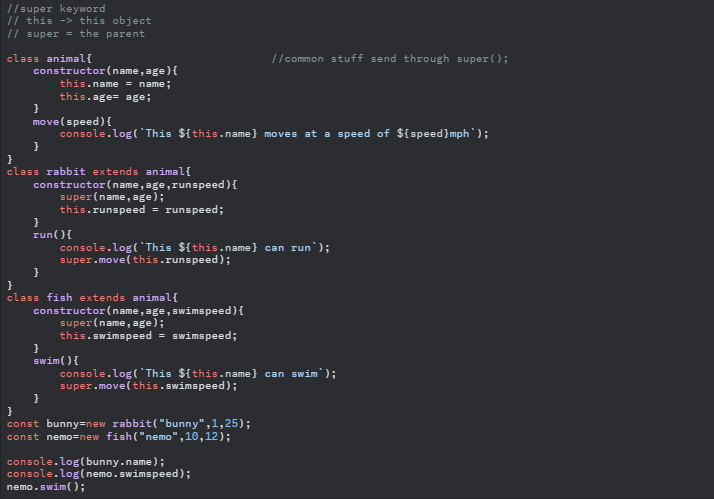 //super keyword
// this -> this object
// super = the parent
class animal{                           //common stuff send through super();
    constructor(name,age){
        this.name = name;
        this.age= age;
    }
    move(speed){
        console.log(`This ${this.name} moves at a speed of ${speed}mph`);
    }
}
class rabbit extends animal{
    constructor(name,age,runspeed){
        super(name,age);
        this.runspeed = runspeed;
    }
    run(){
        console.log(`This ${this.name} can run`);
        super.move(this.runspeed);
    }
}
class fish extends animal{
    constructor(name,age,swimspeed){
        super(name,age);
        this.swimspeed = swimspeed;
    }
    swim(){
        console.log(`This ${this.name} can swim`);
        super.move(this.swimspeed);
    }
}
const bunny=new rabbit("bunny",1,25);
const nemo=new fish("nemo",10,12);
console.log(bunny.name);
console.log(nemo.swimspeed);
nemo.swim();